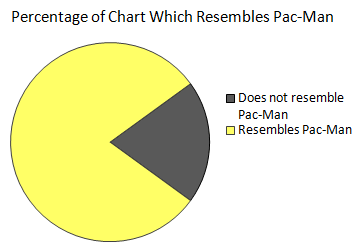 Percentage of Chart Which Resembles Pac-Man
Does not resemble
Pac-Man
Resembles Pac-Man